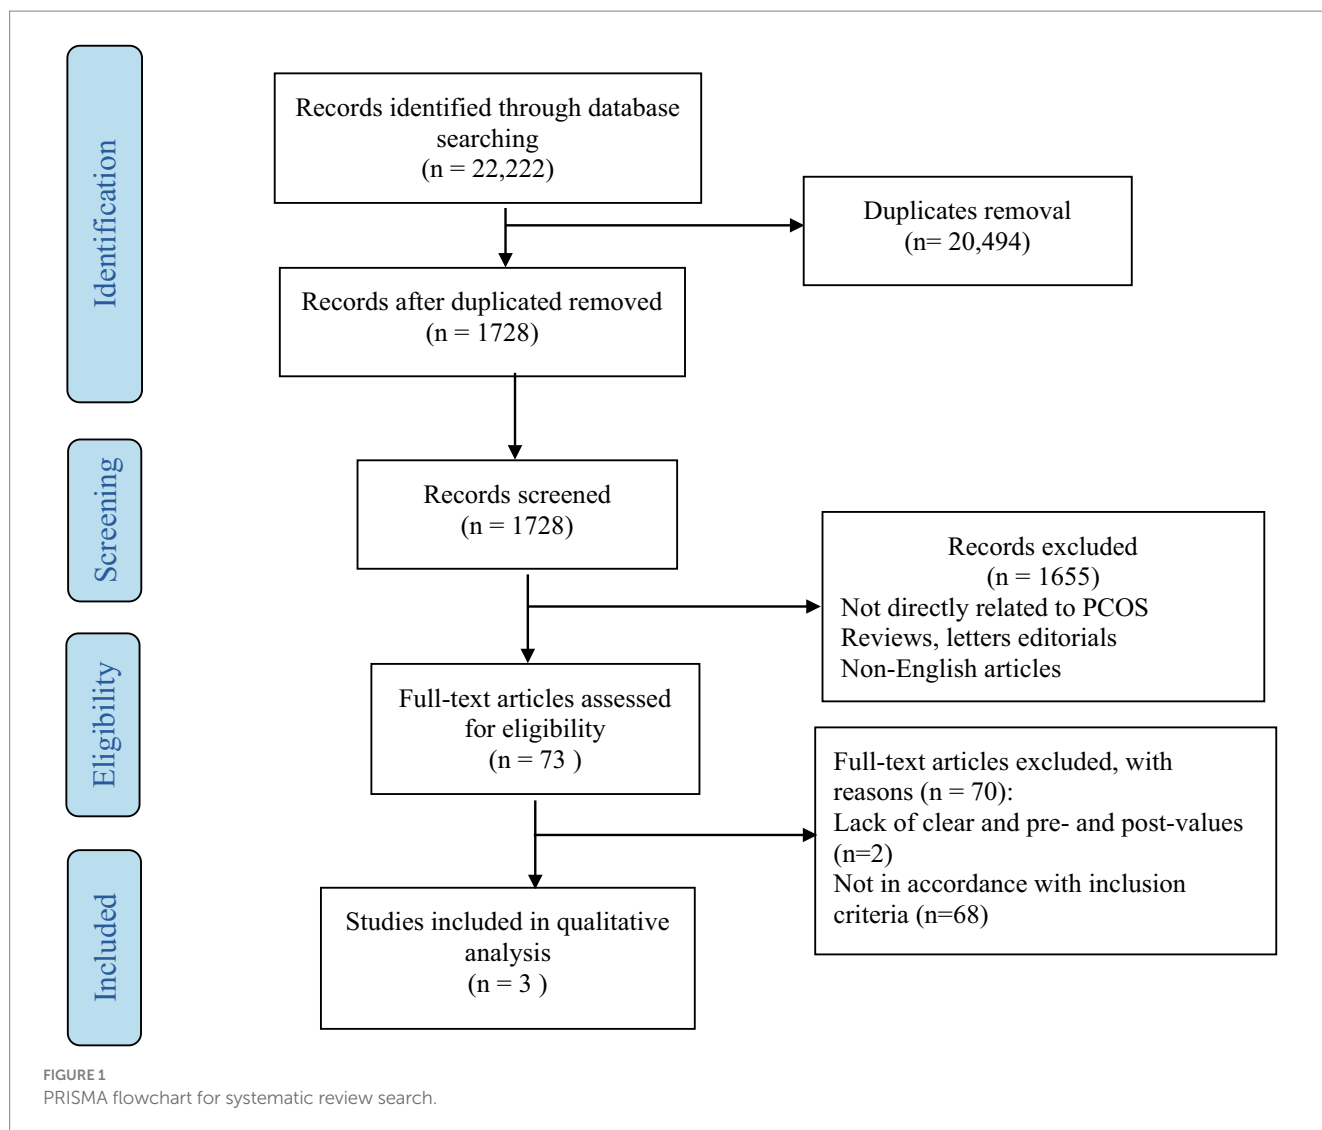 Identification
Records identified through database
searching
(n = 22,222)
Duplicates removal
(n= 20,494)
Records after duplicated removed
(n = 1728)
Screening
Records screened
(n = 1728)
Records excluded
(n = 1655)
Not directly related to PCOS
Reviews, letters editorials
Non-English articles
Eligibility
Full-text articles assessed
for eligibility
(n = 73 )
Full-text articles excluded, with
reasons (n = 70):
Lack of clear and pre- and post-values
(n=2)
Not in accordance with inclusion
criteria (n=68)
Included
Studies included in qualitative
analysis
(n = 3 )
FIGURE 1
PRISMA flowchart for systematic review search.